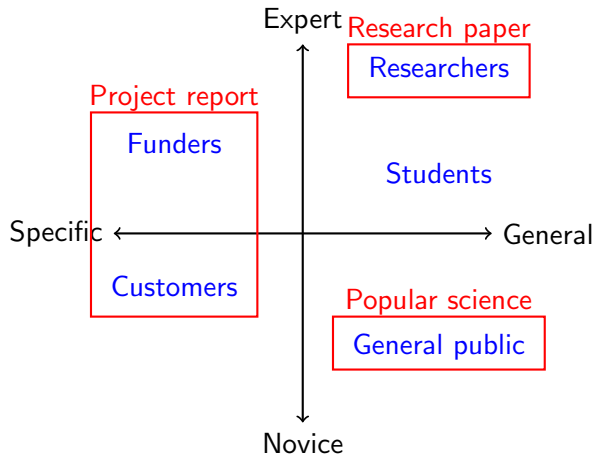 Expert
Research paper
Researchers
Project report
Funders
Students
Specific
General
Customers
Popular science
General public
Novice